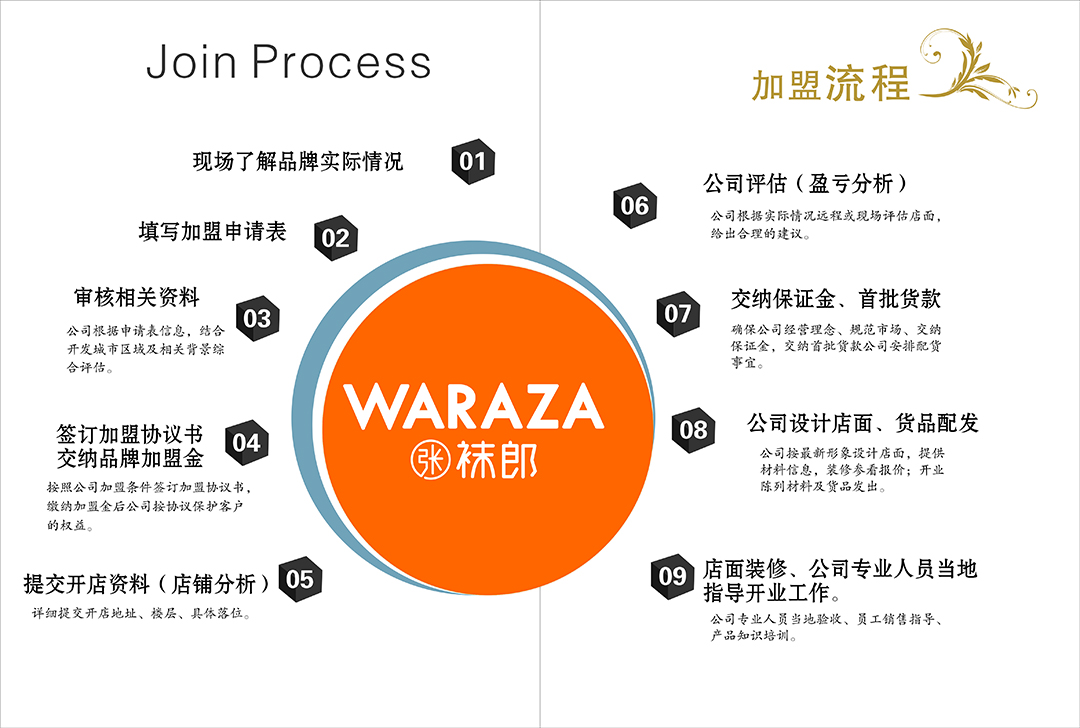 Join Process
加盟流程
01
现场了解品牌实际情况
02
填写加盟申请表
03
审核相关资料
公司根据申请表信息，结合
开发城市区域及相关背景综
合评估。
04
签订加盟协议书
交纳品牌加盟金
按照公司加盟条件签订加盟协议书，
缴纳加盟金后公司按协议保护客户
的权益。
05
提交开店资料（店铺分析）
详细提交开店地址、楼层、具体落位。
WARAZA
张 袜郎
06
公司评估（盈亏分析）
公司根据实际情况远程或现场评估店面，
给出合理的建议。
07
交纳保证金、首批货款
确保公司经营理念、规范市场、交纳
保证金，交纳首批货款公司安排配货
事宜。
08
公司设计店面、货品配发
公司按最新形象设计店面，提供
材料信息，装修参看报价；开业
陈列材料及货品发出。
09
店面装修、公司专业人员当地
指导开业工作。
公司专业人员当地验收、员工销售指导、
产品知识培训。